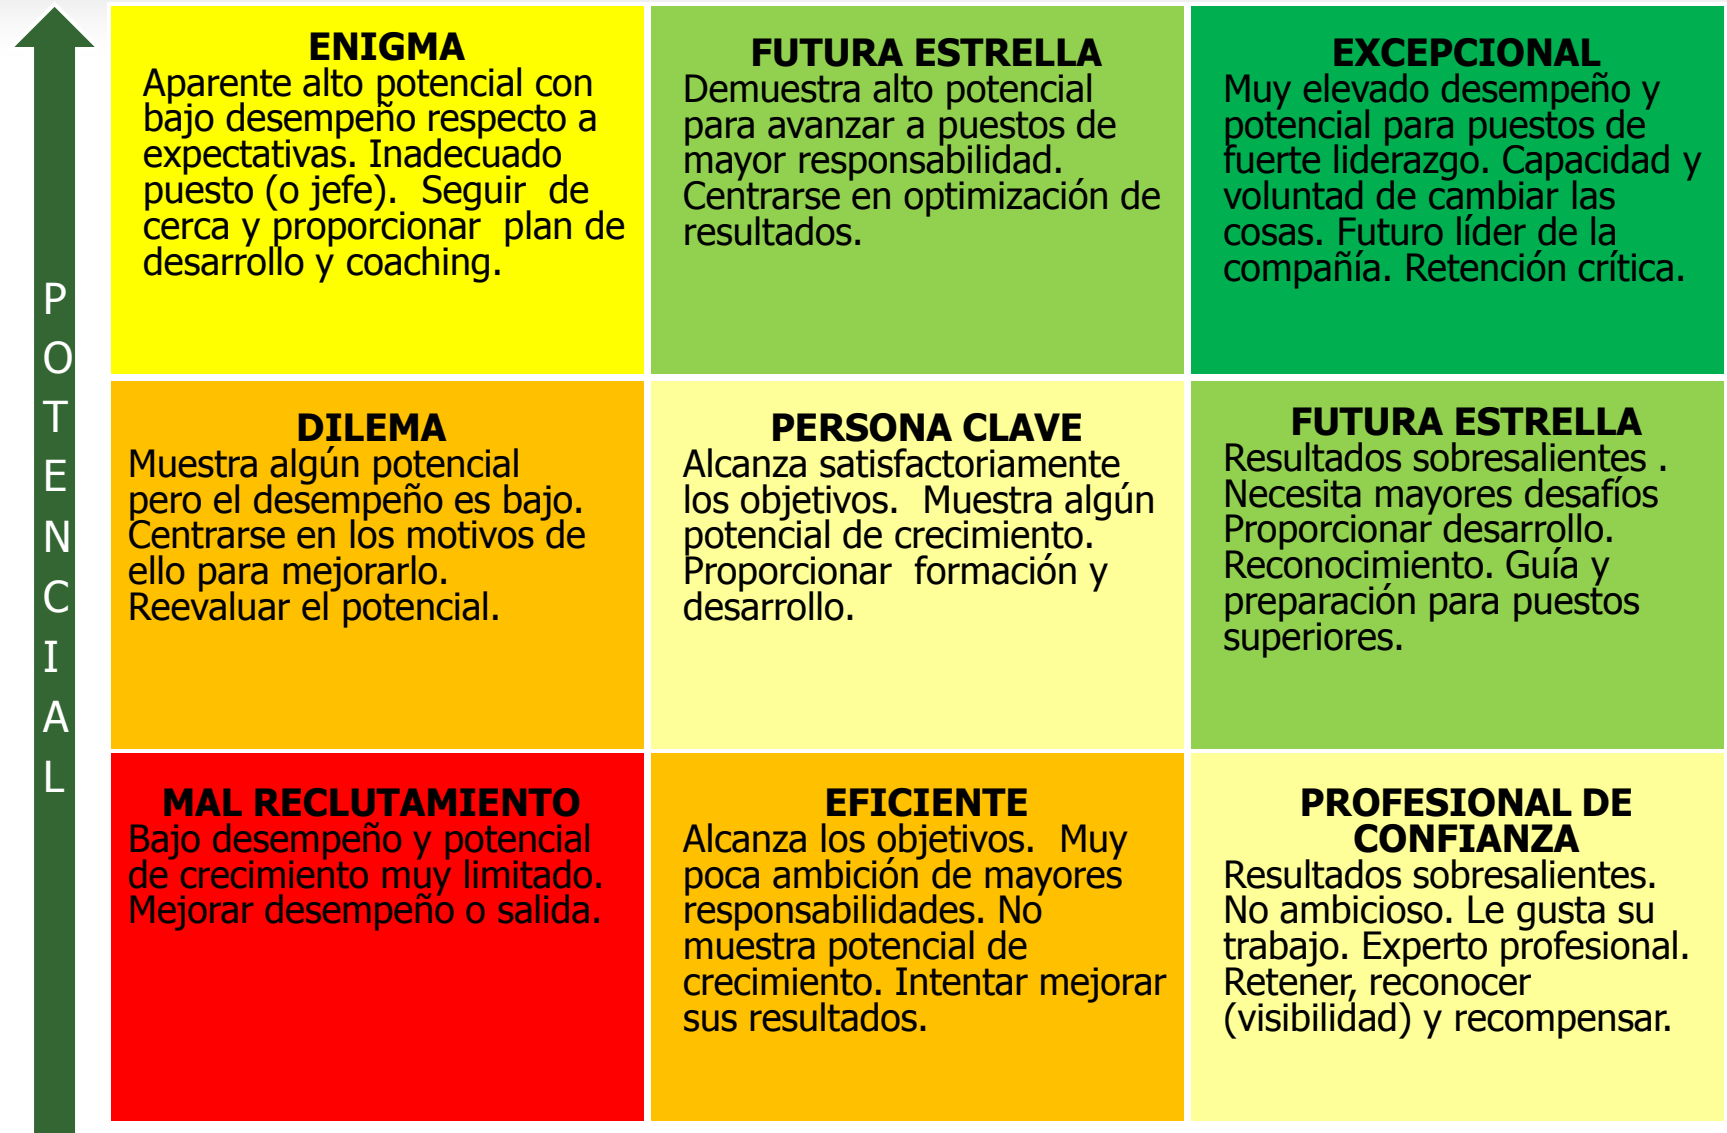 POTENCIAL
ENIGMA
Aparente alto potencial con
bajo desempeño respecto a
expectativas. Inadecuado
puesto (o jefe).  Seguir  de
cerca y proporcionar  plan de
desarrollo y coaching.
FUTURA ESTRELLA
Demuestra alto potencial
para avanzar a puestos de
mayor responsabilidad.
Centrarse en optimización de
resultados.
EXCEPCIONAL
Muy elevado desempeño y
potencial para puestos de
fuerte liderazgo. Capacidad y
voluntad de cambiar las
cosas. Futuro líder de la
compañía. Retención crítica.
DILEMA
Muestra algún potencial
pero el desempeño es bajo.
Centrarse en los motivos de
ello para mejorarlo.
Reevaluar el potencial.
PERSONA CLAVE
Alcanza satisfactoriamente
los objetivos.  Muestra algún
potencial de crecimiento.
Proporcionar  formación y
desarrollo.
FUTURA ESTRELLA
Resultados sobresalientes .
Necesita mayores desafíos
Proporcionar desarrollo.
Reconocimiento. Guía y
preparación para puestos
superiores.
MAL RECLUTAMIENTO
Bajo desempeño y potencial
de crecimiento muy limitado.
Mejorar desempeño o salida.
EFICIENTE
Alcanza los objetivos.  Muy
poca ambición de mayores
responsabilidades. No
muestra potencial de
crecimiento. Intentar mejorar
sus resultados.
PROFESIONAL DE
CONFIANZA
Resultados sobresalientes.
No ambicioso. Le gusta su
trabajo. Experto profesional.
Retener, reconocer
(visibilidad) y recompensar.